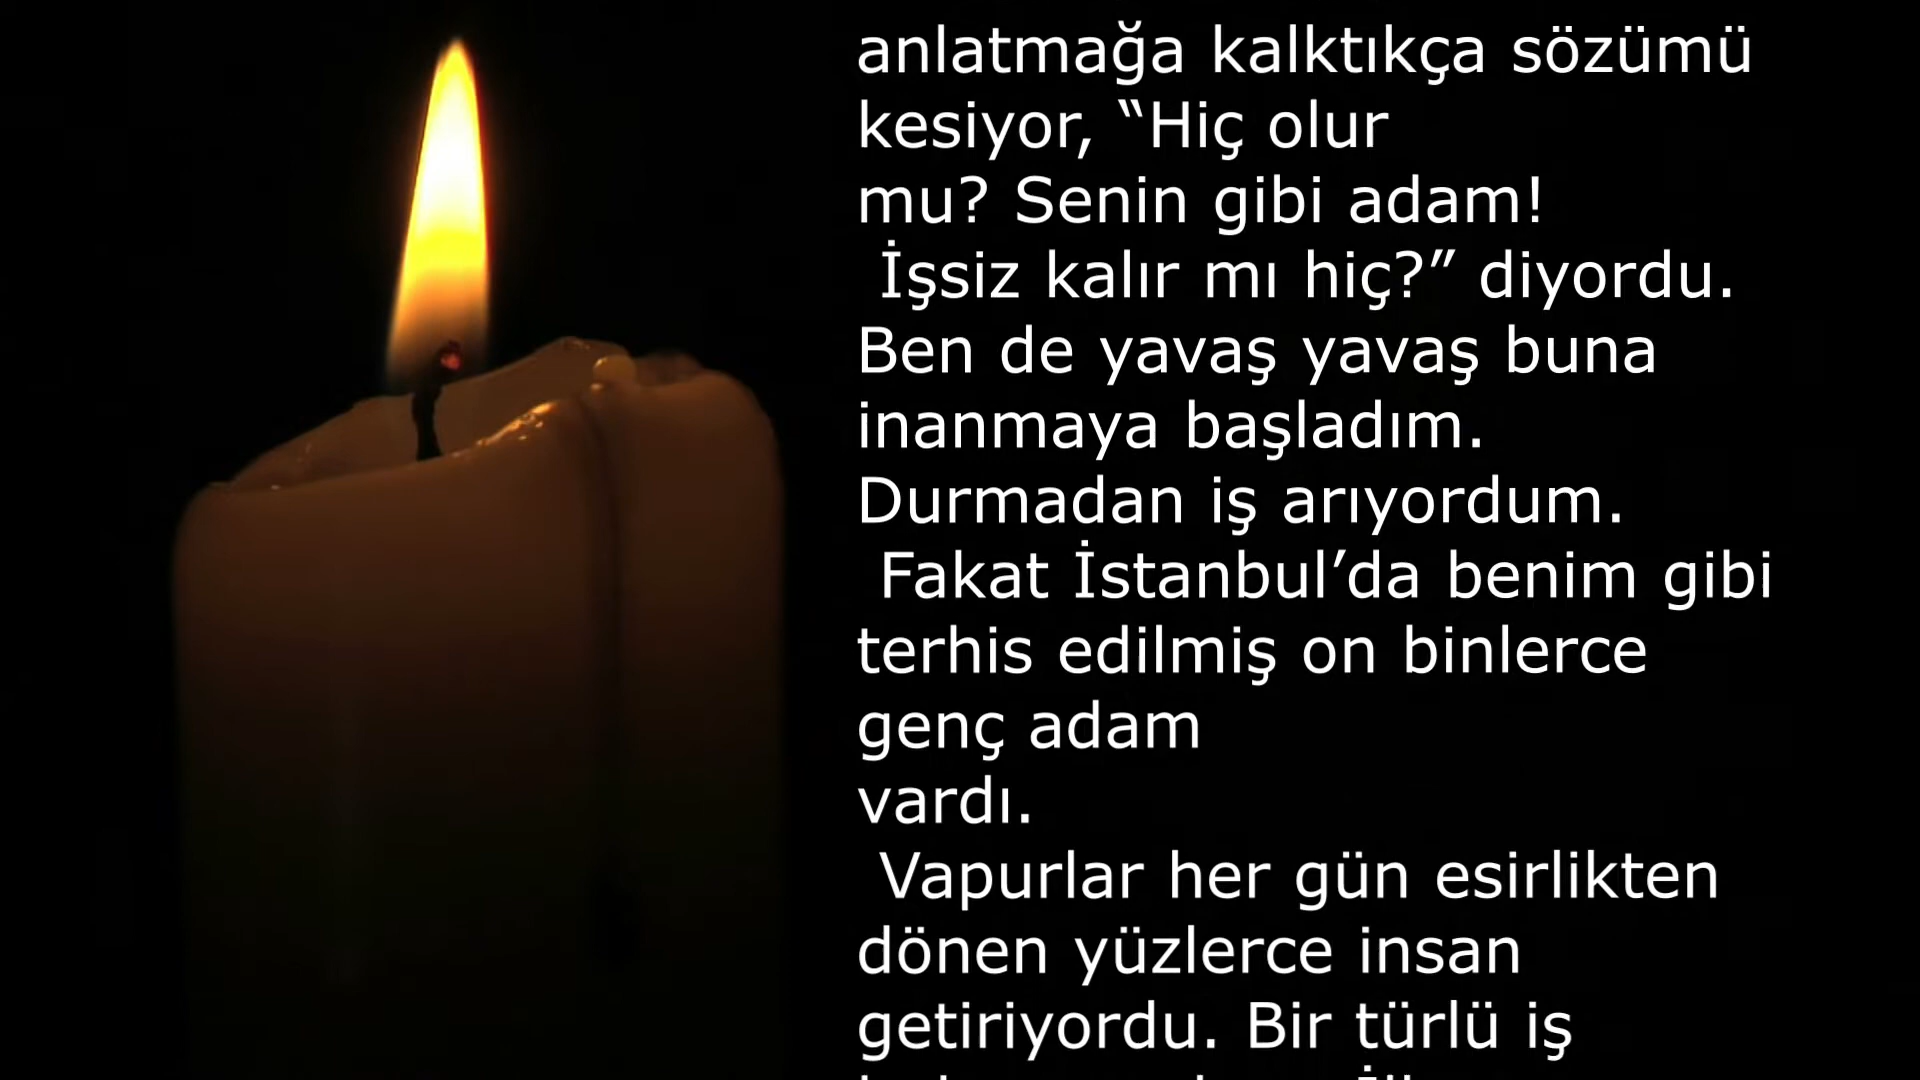 anlatmağa kalktıkça sözümü
kesiyor, “Hiç olur
mu? Senin gibi adam!
İşsiz kalır mı hiç?” diyordu.
Ben de yavaş yavaş buna
inanmaya başladım.
Durmadan iş arıyordum.
Fakat İstanbul’da benim gibi
terhis edilmiş on binlerce
genç adam
vardı.
Vapurlar her gün esirlikten
dönen yüzlerce insan
getiriyordu. Bir türlü iş